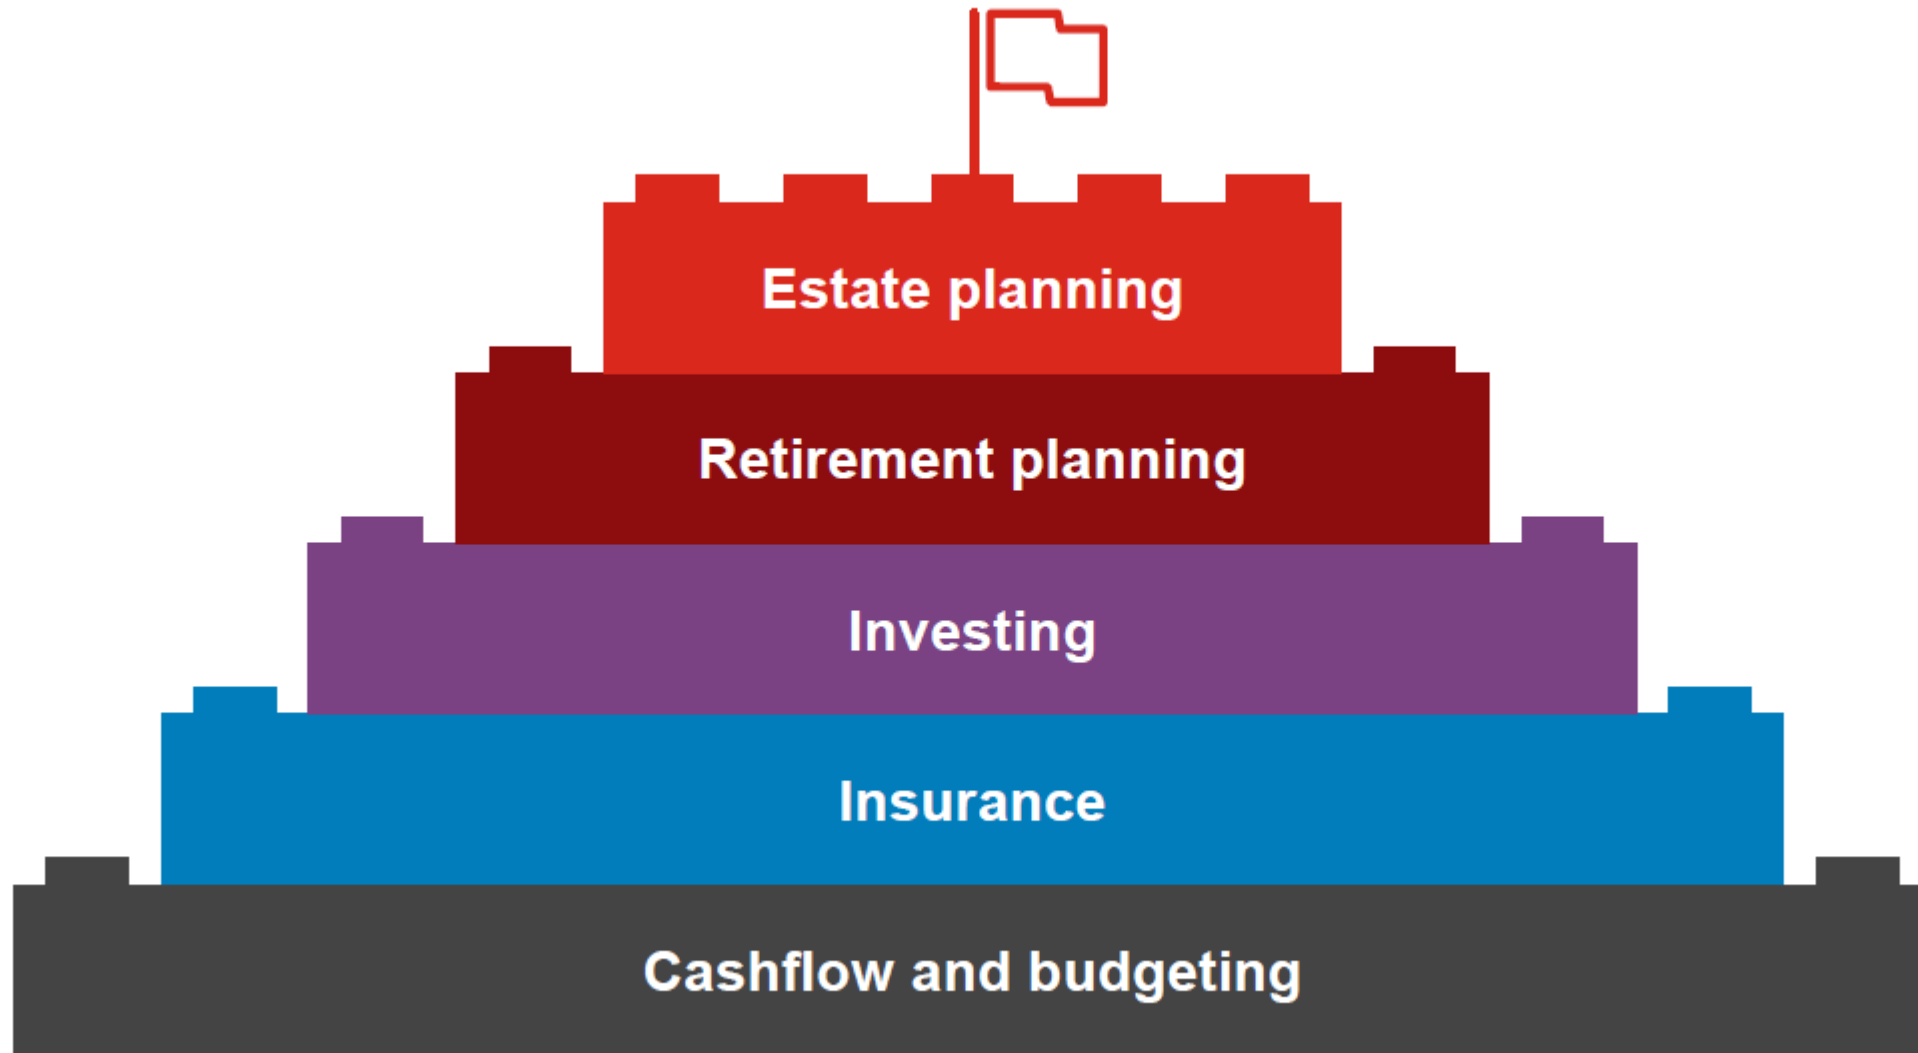 Estate planning
Retirement planning
Investing
Insurance
Cashflow and budgeting